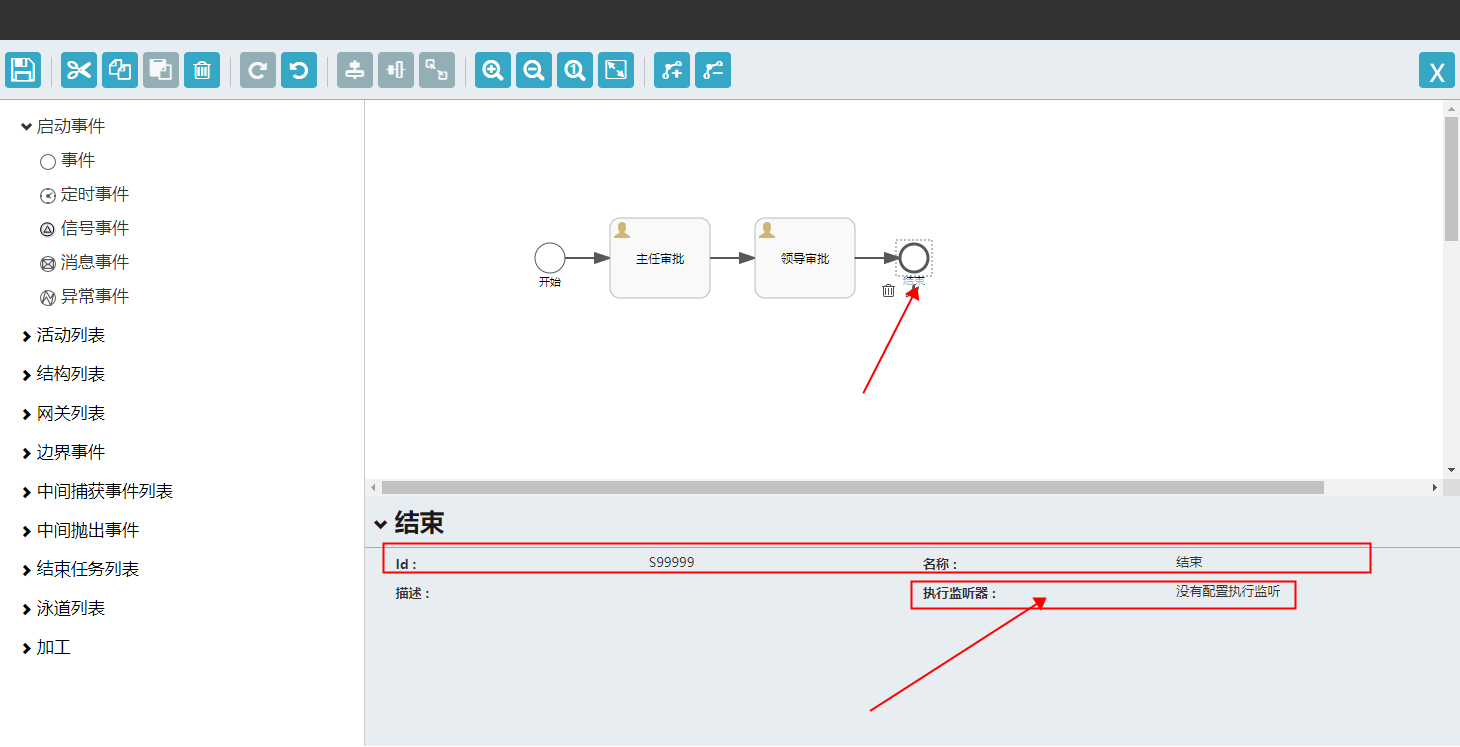 X
启动事件
事件
定时事件
信号事件
消息事件
异常事件
活动列表
结构列表
网关列表
边界事件
中间捕获事件列表
中间抛出事件
结束任务列表
泳道列表
加工
开始
主任审批
领导审批
结束
结束
Id : S99999 名称 : 结束
描述 : 执行监听器 : 没有配置执行监听